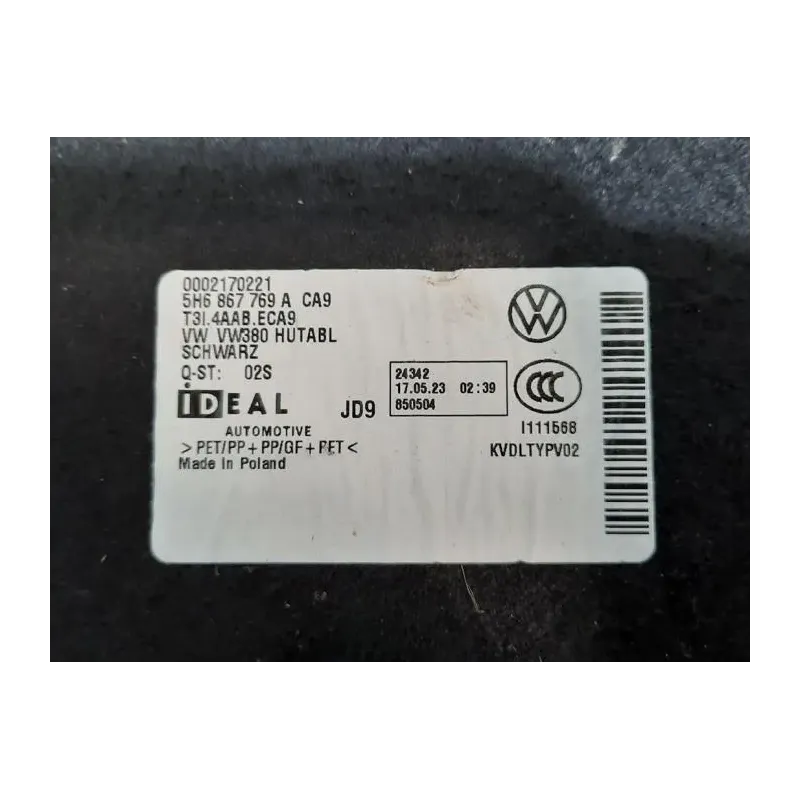 0002170221
5H6 867 769 A CA9
T3I.4AAB.ECA9
VW VW380 HUTABL
SCHWARZ
Q-ST: 02S
24342
17.05.23 02:39
850504
CCC
iDEAL
AUTOMOTIVE
JD9
I111568
>PET/PP+PP/GF+PET<
KVDLTYPV02
Made in Poland